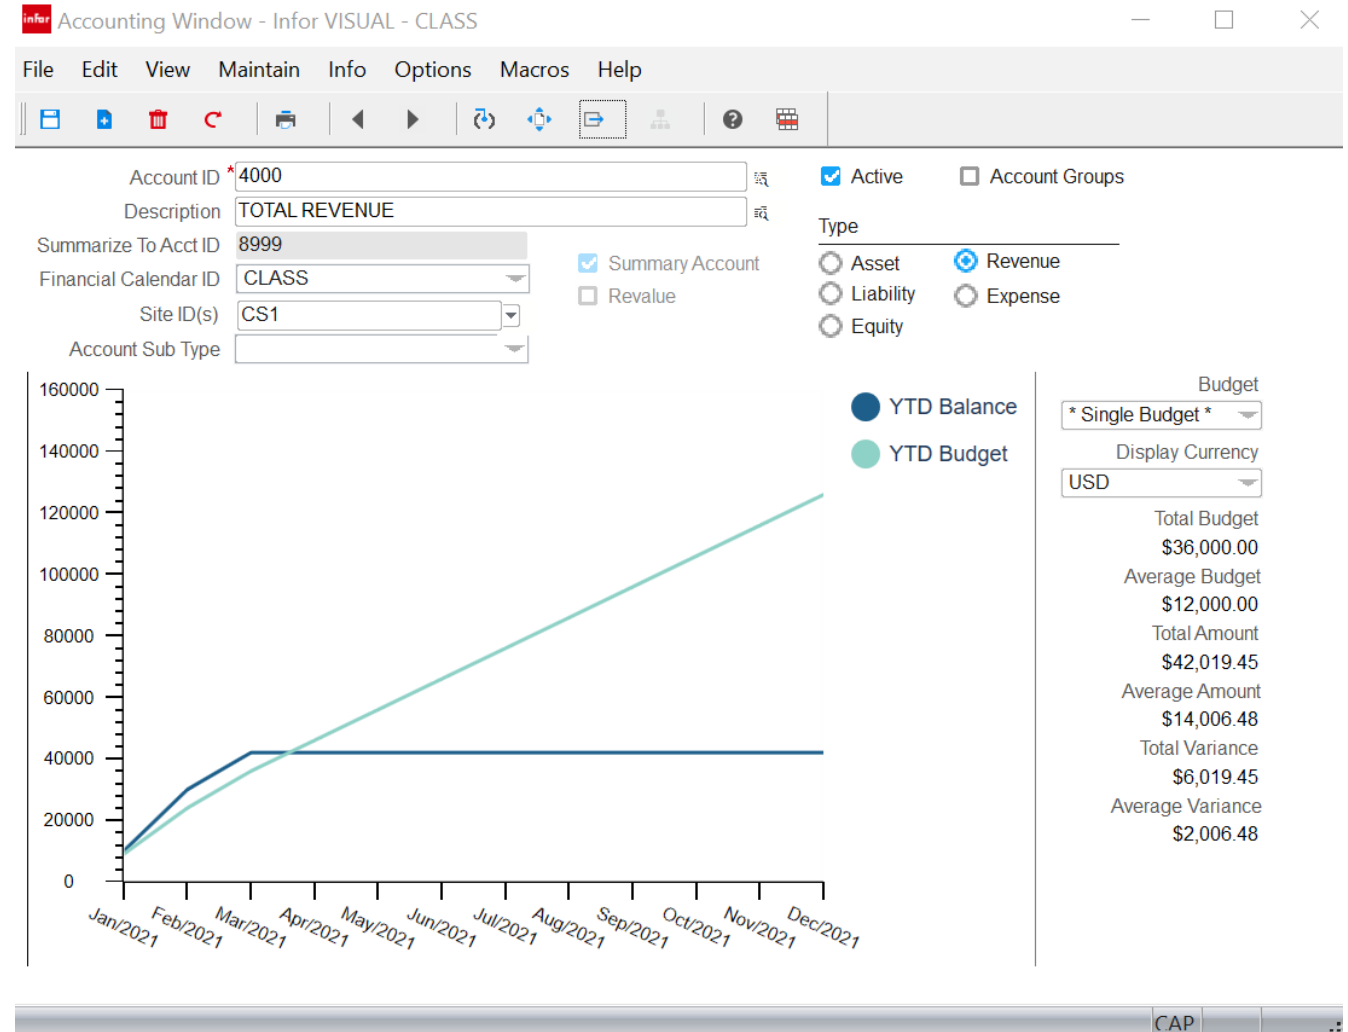 infor Accounting Window - Infor VISUAL - CLASS
File Edit View Maintain Info Options Macros Help
Account ID * 4000
Active Account Groups
Description TOTAL REVENUE
Type
Summarize To Acct ID 8999
Summary Account
Asset Revenue
Financial Calendar ID CLASS
Revalue
Liability Expense
Site ID(s) CS1
Equity
Account Sub Type
160000
140000
120000
100000
80000
60000
40000
20000
0
Jan/2021 Feb/2021 Mar/2021 Apr/2021 May/2021 Jun/2021 Jul/2021 Aug/2021 Sep/2021 Oct/2021 Nov/2021 Dec/2021
YTD Balance
YTD Budget
Budget
* Single Budget *
Display Currency
USD
Total Budget
$36,000.00
Average Budget
$12,000.00
Total Amount
$42,019.45
Average Amount
$14,006.48
Total Variance
$6,019.45
Average Variance
$2,006.48
CAP